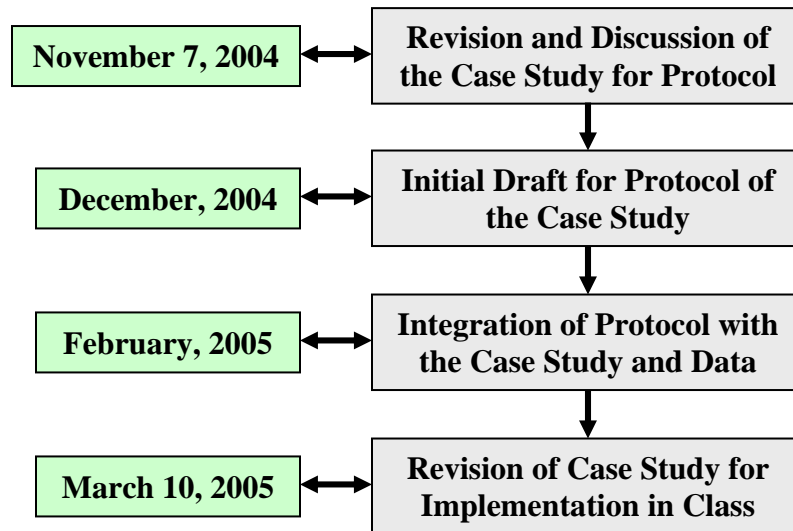 November 7, 2004
Revision and Discussion of
the Case Study for Protocol
December, 2004
Initial Draft for Protocol of
the Case Study
February, 2005
Integration of Protocol with
the Case Study and Data
March 10, 2005
Revision of Case Study for
Implementation in Class